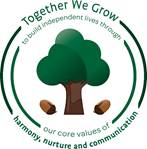 Together We Grow
to build independent lives through
our core values of
harmony, nurture and communication